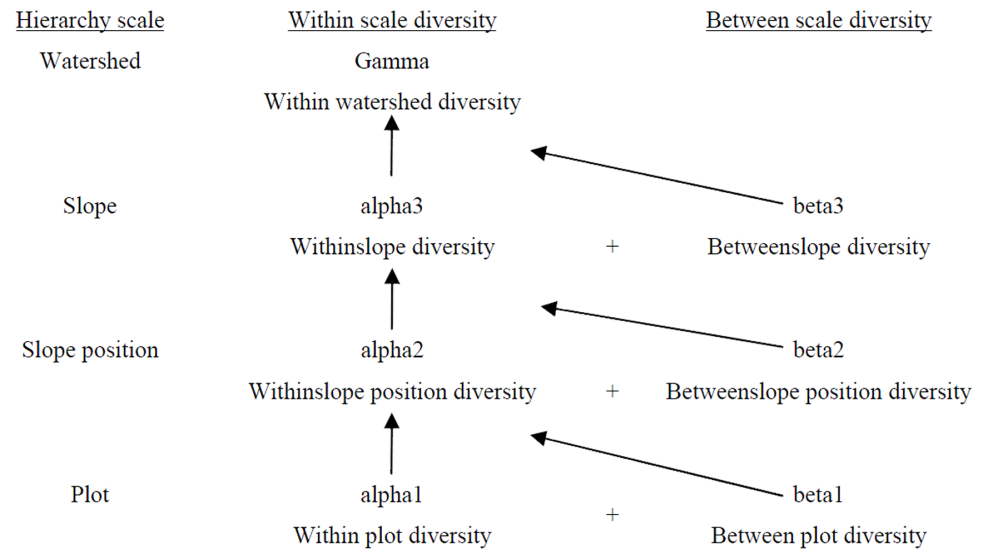 Hierarchy scale Within scale diversity Between scale diversity
Watershed Gamma
Within watershed diversity
Slope alpha3 beta3
Withinslope diversity + Betweenslope diversity
Slope position alpha2 beta2
Withinslope position diversity + Betweenslope position diversity
Plot alpha1 beta1
+
Within plot diversity Between plot diversity